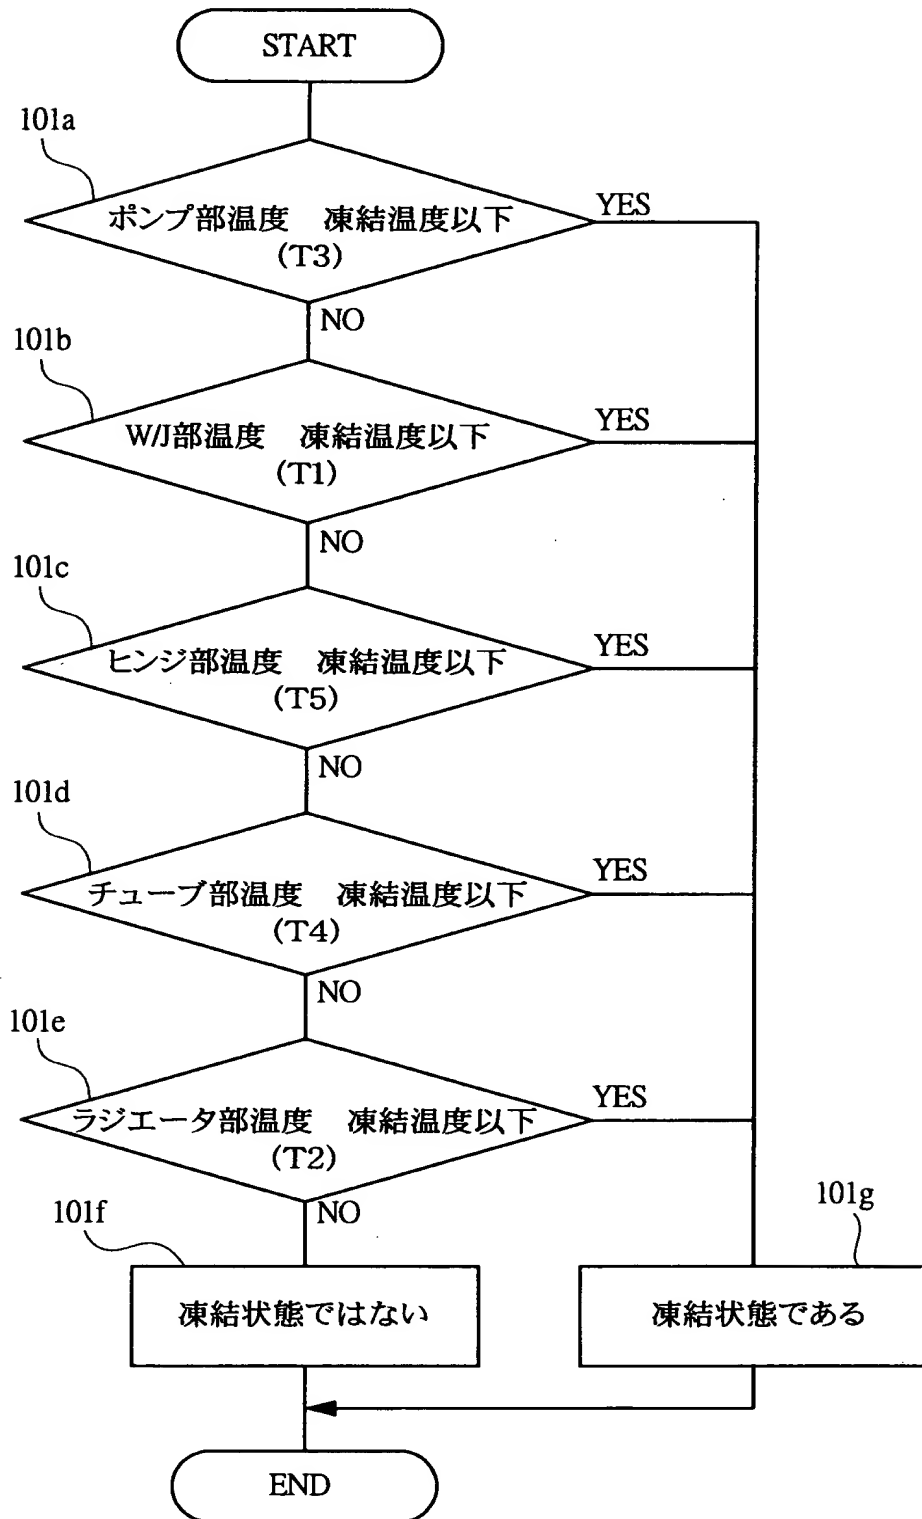 START
101a
ポンプ部温度 凍結温度以下
(T3)
YES
NO
101b
W/J部温度 凍結温度以下
(T1)
YES
NO
101c
ヒンジ部温度 凍結温度以下
(T5)
YES
NO
101d
チューブ部温度 凍結温度以下
(T4)
YES
NO
101e
ラジエータ部温度 凍結温度以下
(T2)
YES
NO
101f
凍結状態ではない
101g
凍結状態である
END